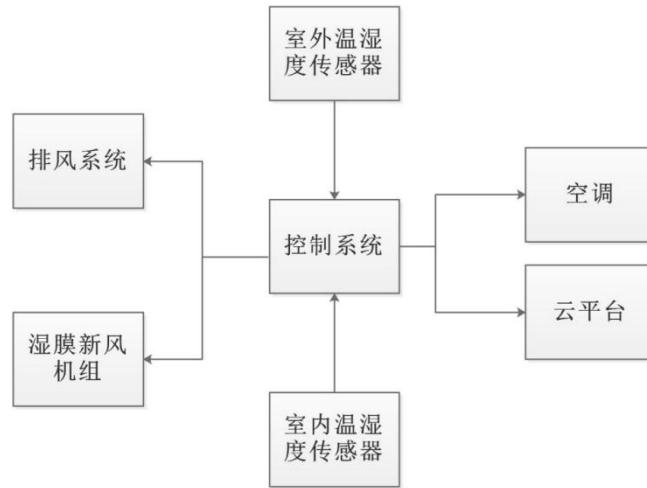 室外温湿
度传感器
排风系统
空调
控制系统
云平台
湿膜新风
机组
室内温湿
度传感器